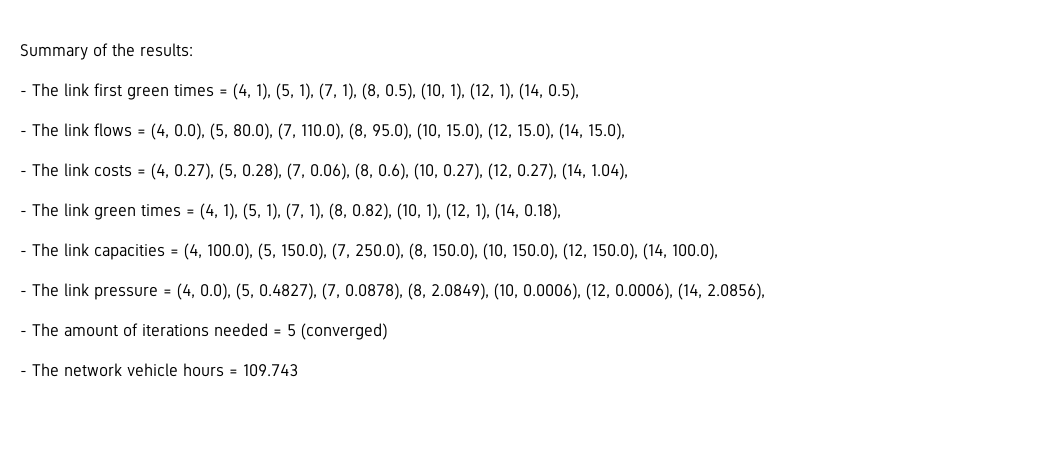 Summary of the results:
- The link first green times = (4, 1), (5, 1), (7, 1), (8, 0.5), (10, 1), (12, 1), (14, 0.5),
- The link flows = (4, 0.0), (5, 80.0), (7, 110.0), (8, 95.0), (10, 15.0), (12, 15.0), (14, 15.0),
- The link costs = (4, 0.27), (5, 0.28), (7, 0.06), (8, 0.6), (10, 0.27), (12, 0.27), (14, 1.04),
- The link green times = (4, 1), (5, 1), (7, 1), (8, 0.82), (10, 1), (12, 1), (14, 0.18),
- The link capacities = (4, 100.0), (5, 150.0), (7, 250.0), (8, 150.0), (10, 150.0), (12, 150.0), (14, 100.0),
- The link pressure = (4, 0.0), (5, 0.4827), (7, 0.0878), (8, 2.0849), (10, 0.0006), (12, 0.0006), (14, 2.0856),
- The amount of iterations needed = 5 (converged)
- The network vehicle hours = 109.743